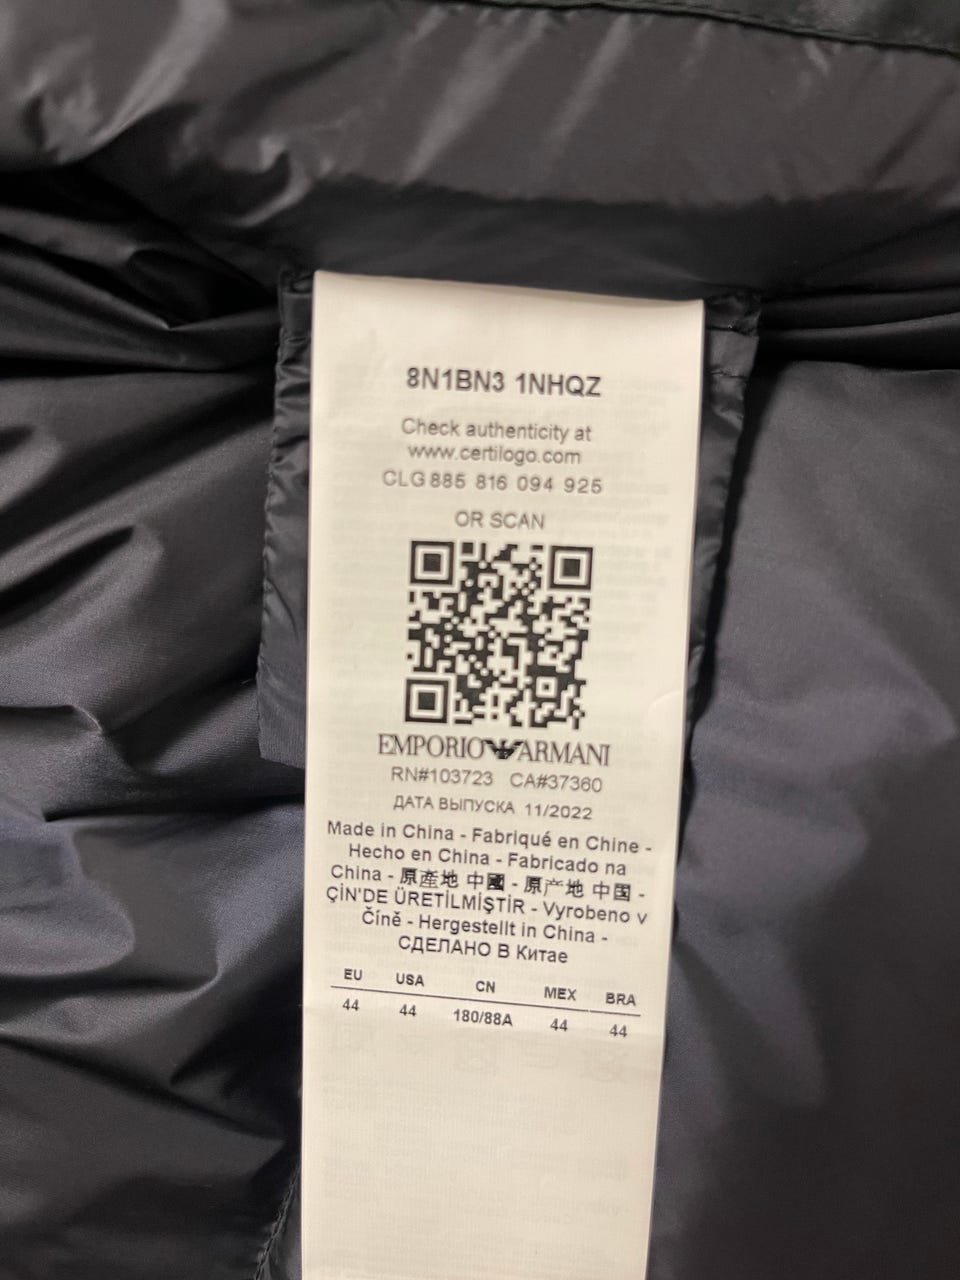 8N1BN3 1NHQZ
Check authenticity at
www.certilogo.com
CLG 885 816 094 925
OR SCAN
EMPORIO ARMANI
RN#103723 CA#37360
ДАТА ВЫПУСКА 11/2022
Made in China - Fabriqué en Chine -
Hecho en China - Fabricado na
China - 原產地 中國 - 原产地 中国 -
ÇİN'DE ÜRETİLMİŞTİR - Vyrobeno v
Číně - Hergestellt in China -
СДЕЛАНО В Китае
EU USA CN MEX BRA
44 44 180/88A 44 44